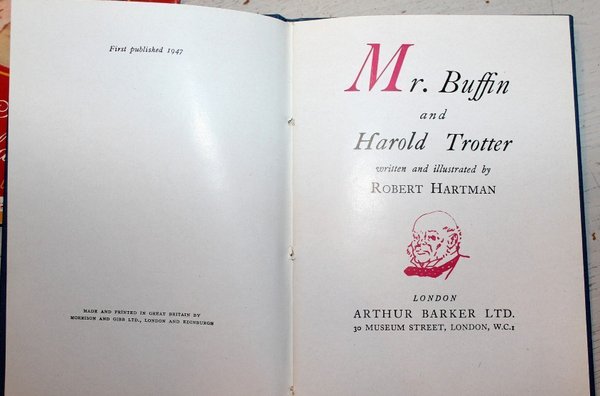 First published 1947
MADE AND PRINTED IN GREAT BRITAIN BY
MORRISON AND GIBB LTD., LONDON AND EDINBURGH
Mr. Buffin
and
Harold Trotter
written and illustrated by
ROBERT HARTMAN
LONDON
ARTHUR BARKER LTD.
30 MUSEUM STREET, LONDON, W.C.1